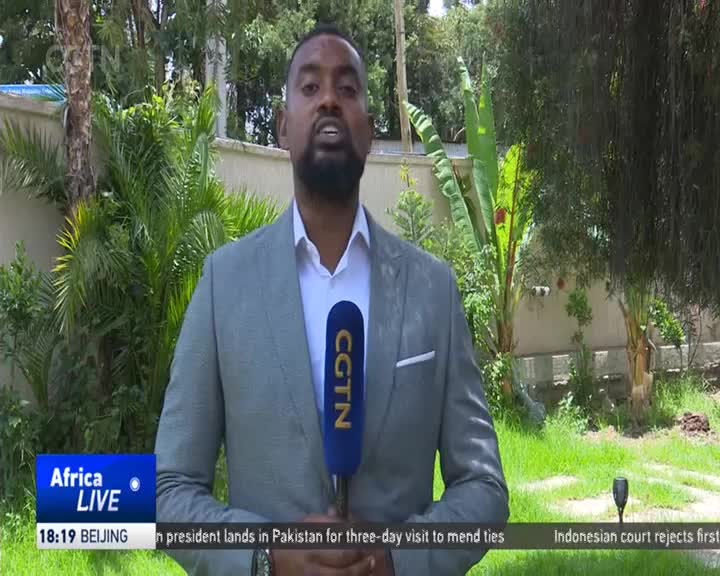 CGTN
CGTN
Africa
LIVE
18:19 BEIJING
n president lands in Pakistan for three-day visit to mend ties
Indonesian court rejects first